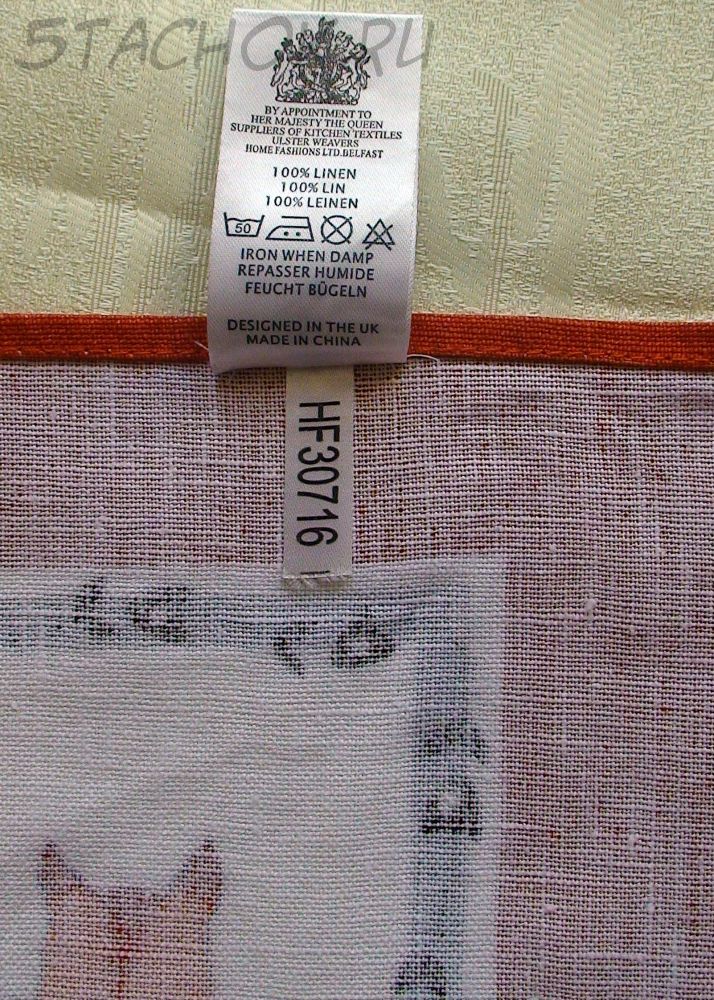 5TACHOK.RU
BY APPOINTMENT TO
HER MAJESTY THE QUEEN
SUPPLIERS OF KITCHEN TEXTILES
ULSTER WEAVERS
HOME FASHIONS LTD.BELFAST
100% LINEN
100% LIN
100% LEINEN
50
IRON WHEN DAMP
REPASSER HUMIDE
FEUCHT BÜGELN
DESIGNED IN THE UK
MADE IN CHINA
HF30716